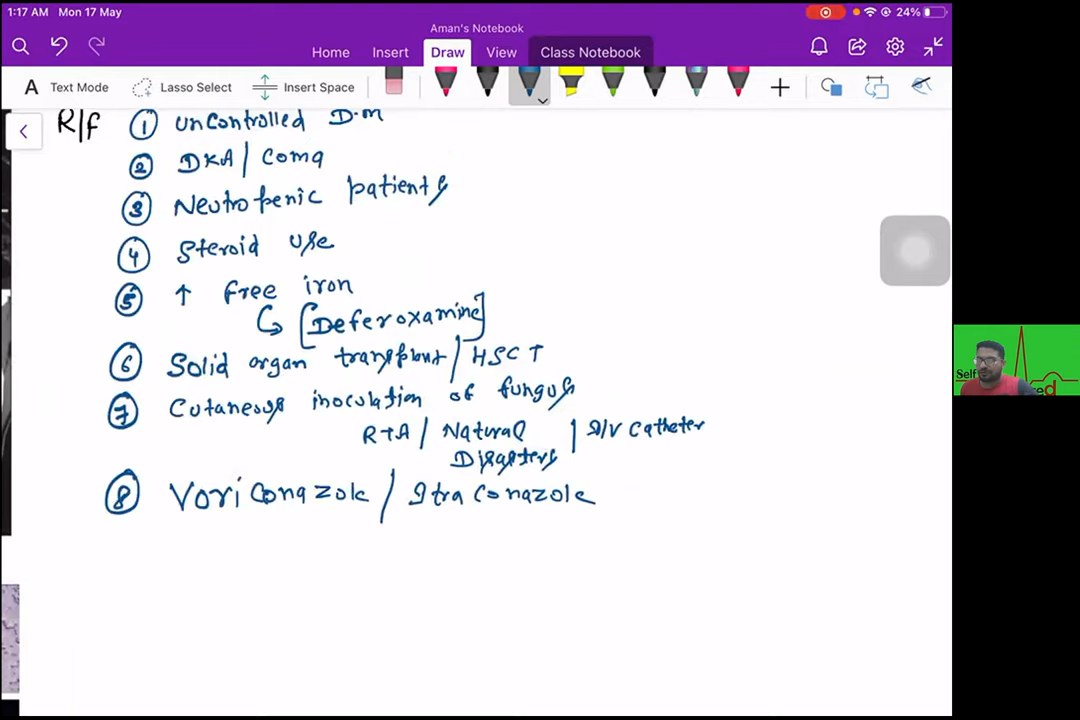 1:17 AM Mon 17 May 24%
Aman's Notebook
Home Insert Draw View Class Notebook
A Text Mode Lasso Select Insert Space
R/f ① Uncontrolled D.M
② DKA / Coma
③ Neutropenic patients
④ Steroid use
⑤ ↑ free iron
↳ [Deferoxamine]
⑥ Solid organ transplant / HSCT
⑦ Cutaneous inoculation of fungus
RTA / Natural Disasters / I/V Catheter
⑧ Voriconazole / Itraconazole
Self
ed